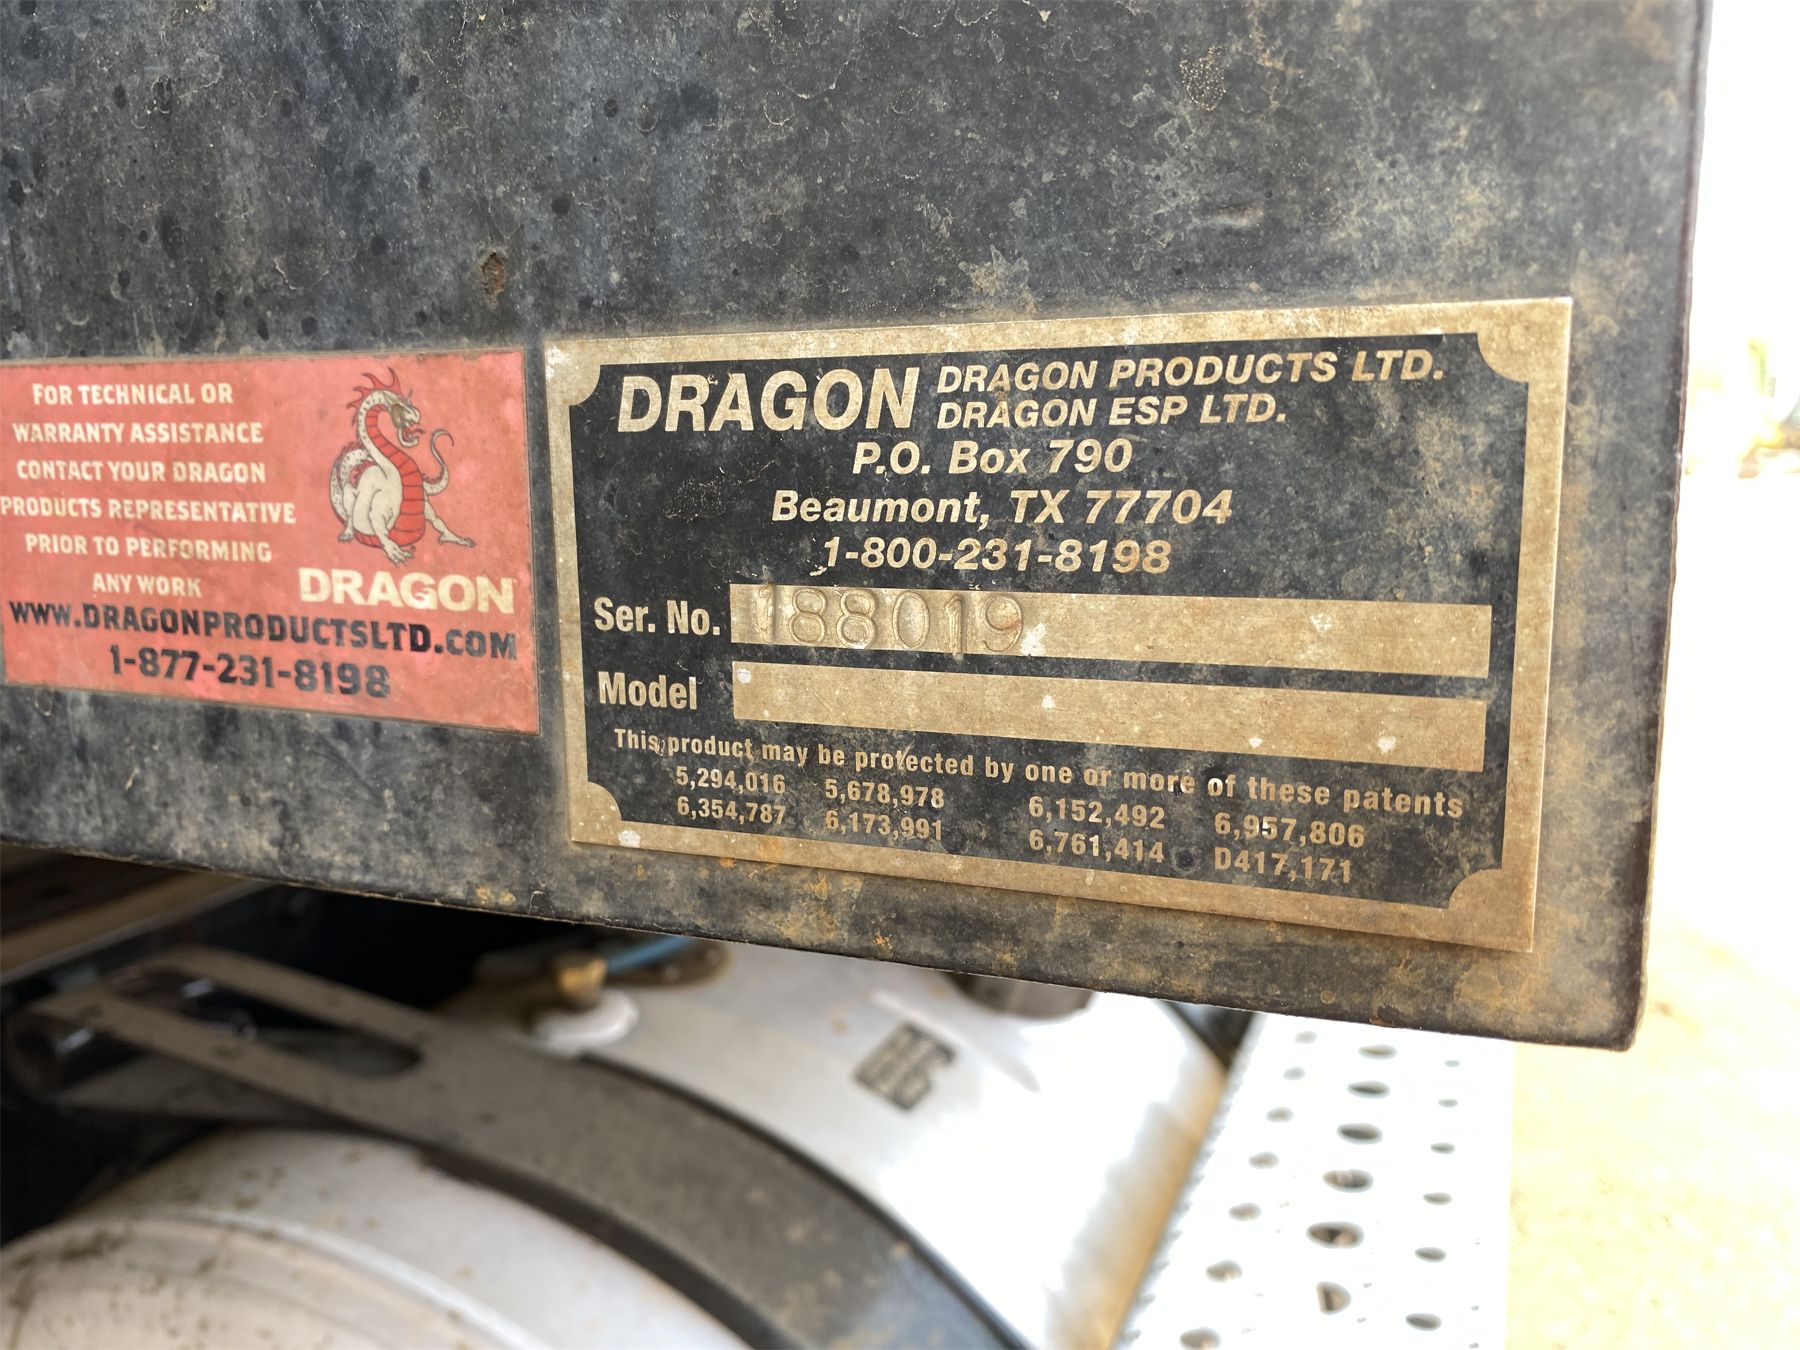 FOR TECHNICAL OR
WARRANTY ASSISTANCE
CONTACT YOUR DRAGON
PRODUCTS REPRESENTATIVE
PRIOR TO PERFORMING
ANY WORK
DRAGON
WWW.DRAGONPRODUCTSLTD.COM
1-877-231-8198
DRAGON DRAGON PRODUCTS LTD.
DRAGON ESP LTD.
P.O. Box 790
Beaumont, TX 77704
1-800-231-8198
Ser. No. 188019
Model
This product may be protected by one or more of these patents
5,294,016 5,678,978 6,152,492 6,957,806
6,354,787 6,173,991 6,761,414 D417,171